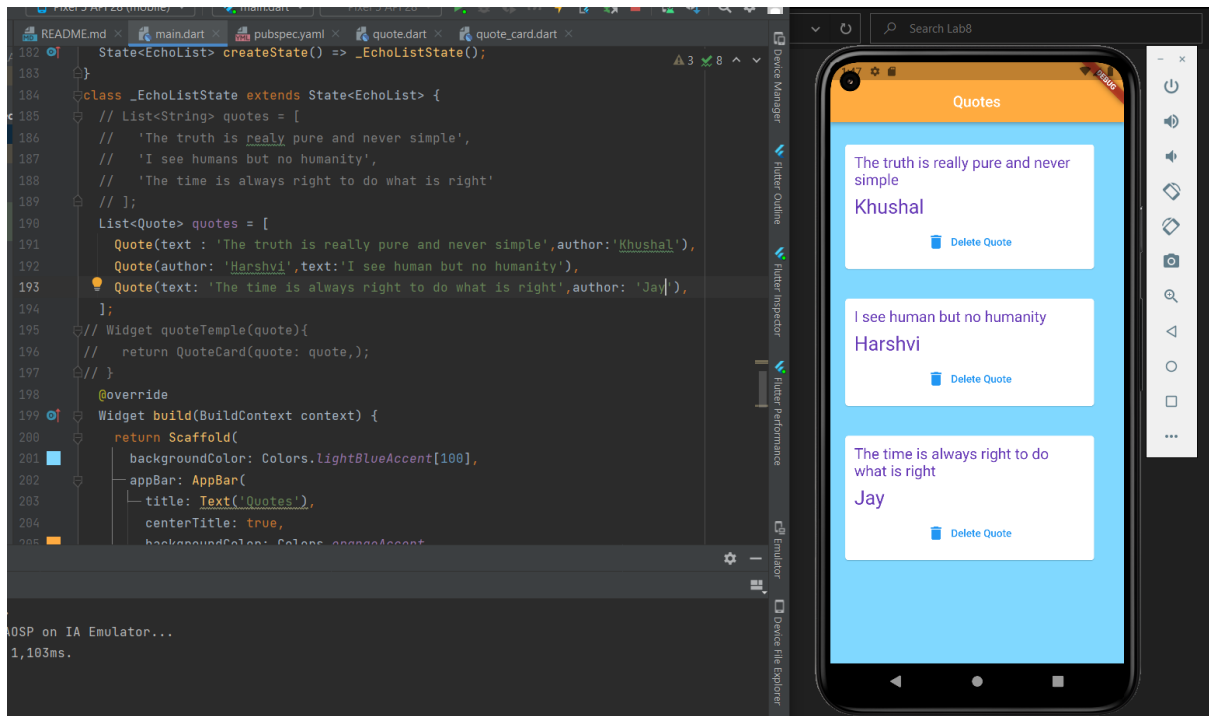 main.dart
README.md
main.dart
pubspec.yaml
quote.dart
quote_card.dart
182 State<EchoList> createState() => _EchoListState();
183 }
184 class _EchoListState extends State<EchoList> {
185 // List<String> quotes = [
186 //   'The truth is realy pure and never simple',
187 //   'I see humans but no humanity',
188 //   'The time is always right to do what is right'
189 // ];
190 List<Quote> quotes = [
191 Quote(text : 'The truth is really pure and never simple',author:'Khushal'),
192 Quote(author: 'Harshvi',text:'I see human but no humanity'),
193 Quote(text: 'The time is always right to do what is right',author: 'Jay'),
194 ];
195 // Widget quoteTemple(quote){
196 //   return QuoteCard(quote: quote,);
197 // }
198 @override
199 Widget build(BuildContext context) {
200 return Scaffold(
201 backgroundColor: Colors.lightBlueAccent[100],
202 appBar: AppBar(
203 title: Text('Quotes'),
204 centerTitle: true,
205 backgroundColor: Colors.orangeAccent
3 8
AOSP on IA Emulator...
1,103ms.
Device Manager
Flutter Outline
Flutter Inspector
Flutter Performance
Emulator
Device File Explorer
Search Lab8
DEBUG
Quotes
The truth is really pure and never
simple
Khushal
Delete Quote
I see human but no humanity
Harshvi
Delete Quote
The time is always right to do
what is right
Jay
Delete Quote